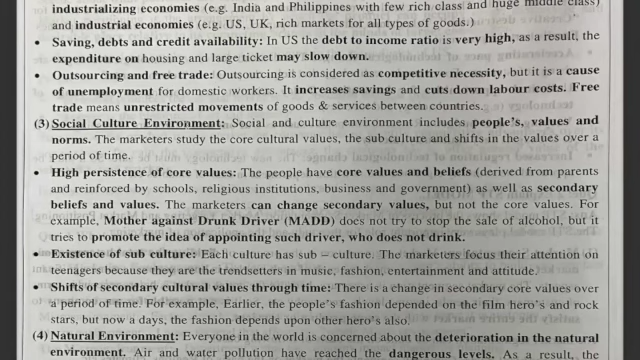 industrializing economies (e.g. India and Philippines with few rich class and huge middle class)
and industrial economies (e.g. US, UK, rich markets for all types of goods.)
• Saving, debts and credit availability: In US the debt to income ratio is very high, as a result, the
expenditure on housing and large ticket may slow down.
• Outsourcing and free trade: Outsourcing is considered as competitive necessity, but it is a cause
of unemployment for domestic workers. It increases savings and cuts down labour costs. Free
trade means unrestricted movements of goods & services between countries.
(3) Social Culture Environment: Social and culture environment includes people's, values and
norms. The marketers study the core cultural values, the sub culture and shifts in the values over a
period of time.
• High persistence of core values: The people have core values and beliefs (derived from parents
and reinforced by schools, religious institutions, business and government) as well as secondary
beliefs and values. The marketers can change secondary values, but not the core values. For
example, Mother against Drunk Driver (MADD) does not try to stop the sale of alcohol, but it
tries to promote the idea of appointing such driver, who does not drink.
• Existence of sub culture: Each culture has sub – culture. The marketers focus their attention on
teenagers because they are the trendsetters in music, fashion, entertainment and attitude.
• Shifts of secondary cultural values through time: There is a change in secondary core values over
a period of time. For example, Earlier, the people's fashion depended on the film hero's and rock
stars, but now a days, the fashion depends upon other hero's also.
(4) Natural Environment: Everyone in the world is concerned about the deterioration in the natural
environment. Air and water pollution have reached the dangerous levels. As a result, the